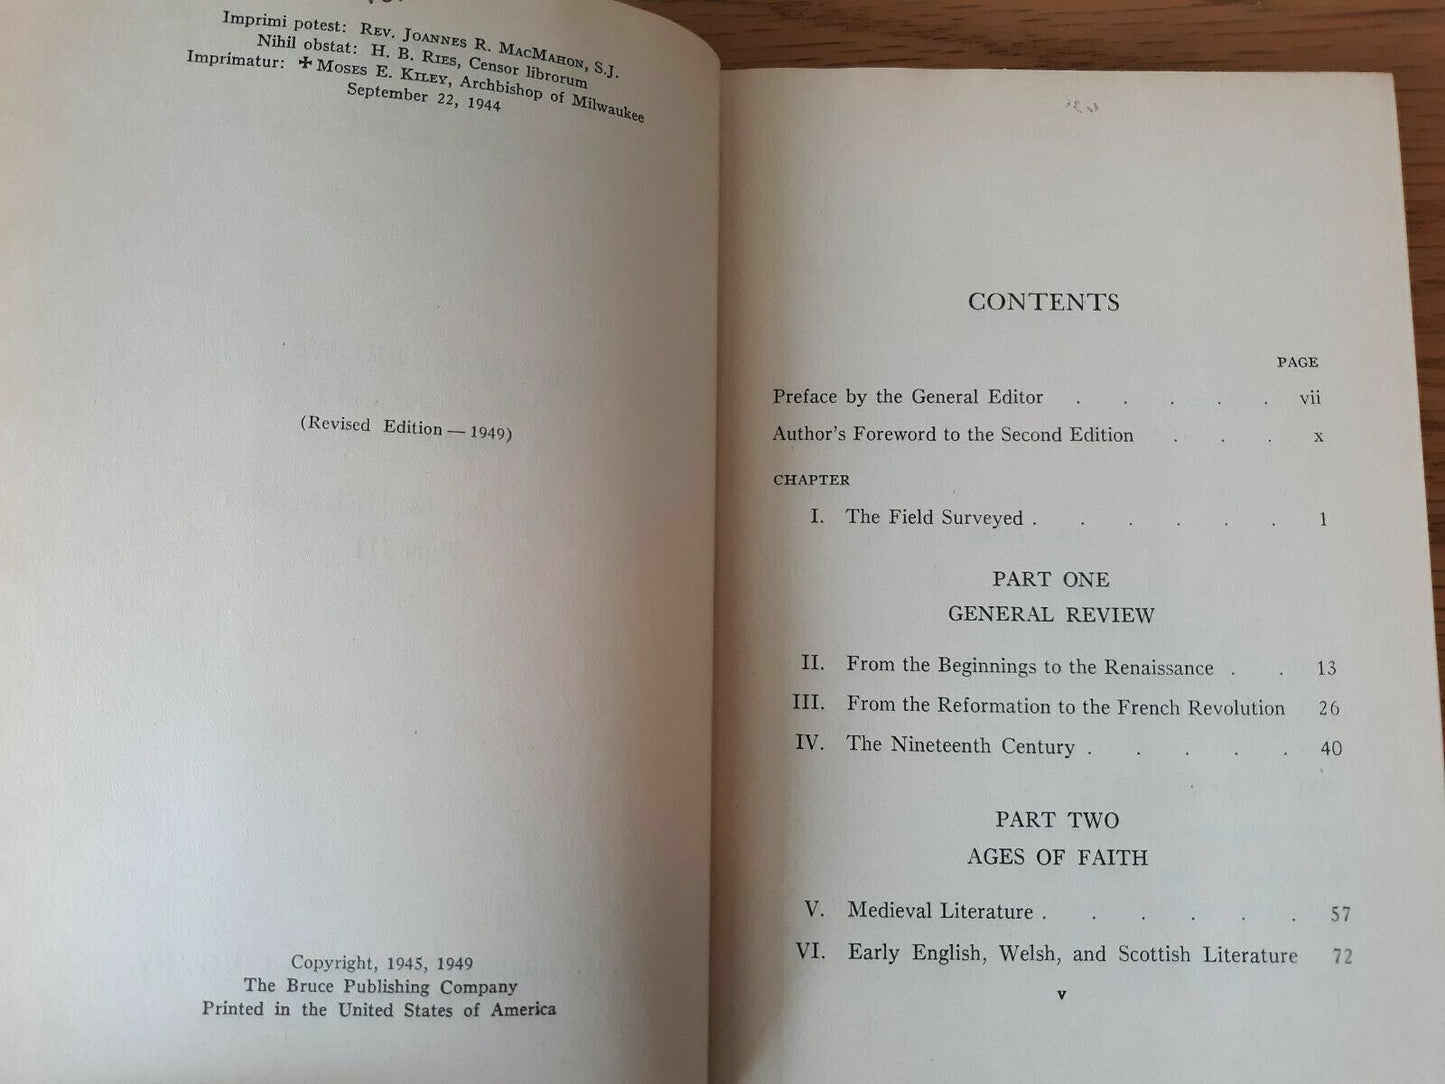 Imprimi potest: Rev. Joannes R. MacMahon, S.J.
Nihil obstat: H. B. Ries, Censor librorum
Imprimatur: ✠ Moses E. Kiley, Archbishop of Milwaukee
September 22, 1944
(Revised Edition — 1949)
Copyright, 1945, 1949
The Bruce Publishing Company
Printed in the United States of America
CONTENTS
PAGE
Preface by the General Editor . . . . . vii
Author's Foreword to the Second Edition . . . x
CHAPTER
I. The Field Surveyed . . . . . . 1
PART ONE
GENERAL REVIEW
II. From the Beginnings to the Renaissance . . 13
III. From the Reformation to the French Revolution 26
IV. The Nineteenth Century . . . . . 40
PART TWO
AGES OF FAITH
V. Medieval Literature . . . . . . 57
VI. Early English, Welsh, and Scottish Literature 72
v